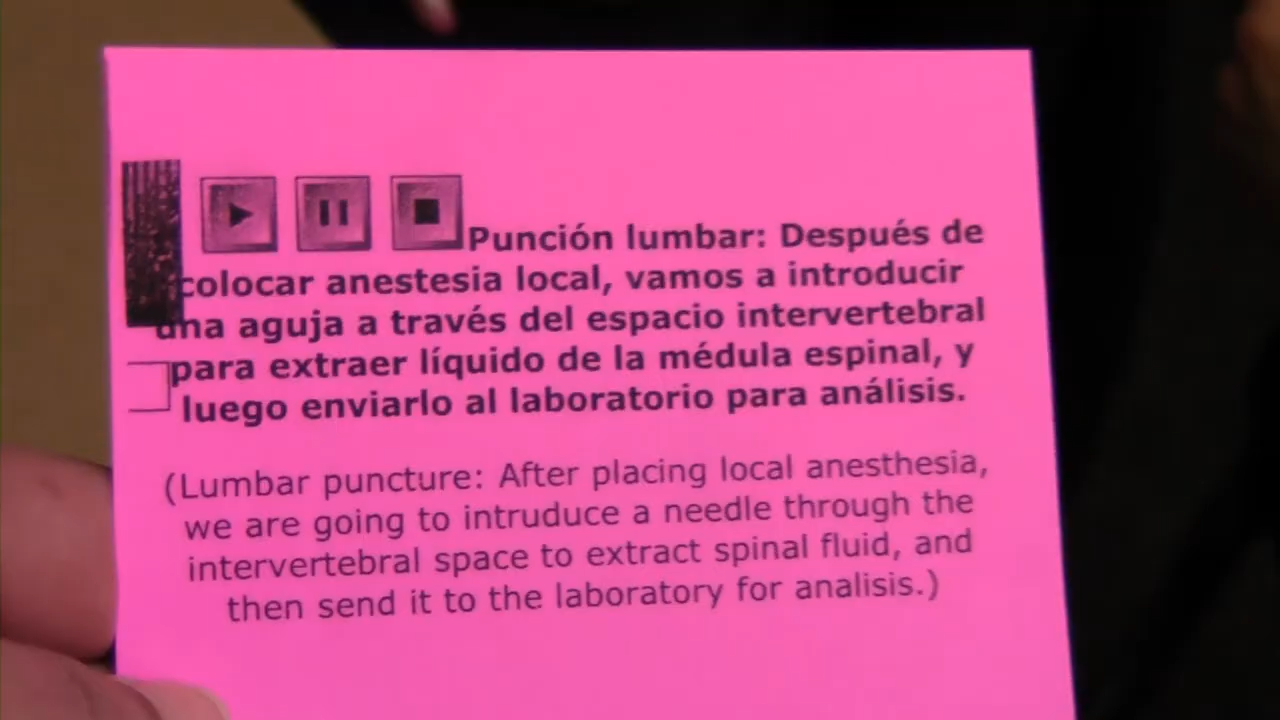 Punción lumbar: Después de
colocar anestesia local, vamos a introducir
una aguja a través del espacio intervertebral
para extraer líquido de la médula espinal, y
luego enviarlo al laboratorio para análisis.
(Lumbar puncture: After placing local anesthesia,
we are going to intruduce a needle through the
intervertebral space to extract spinal fluid, and
then send it to the laboratory for analisis.)